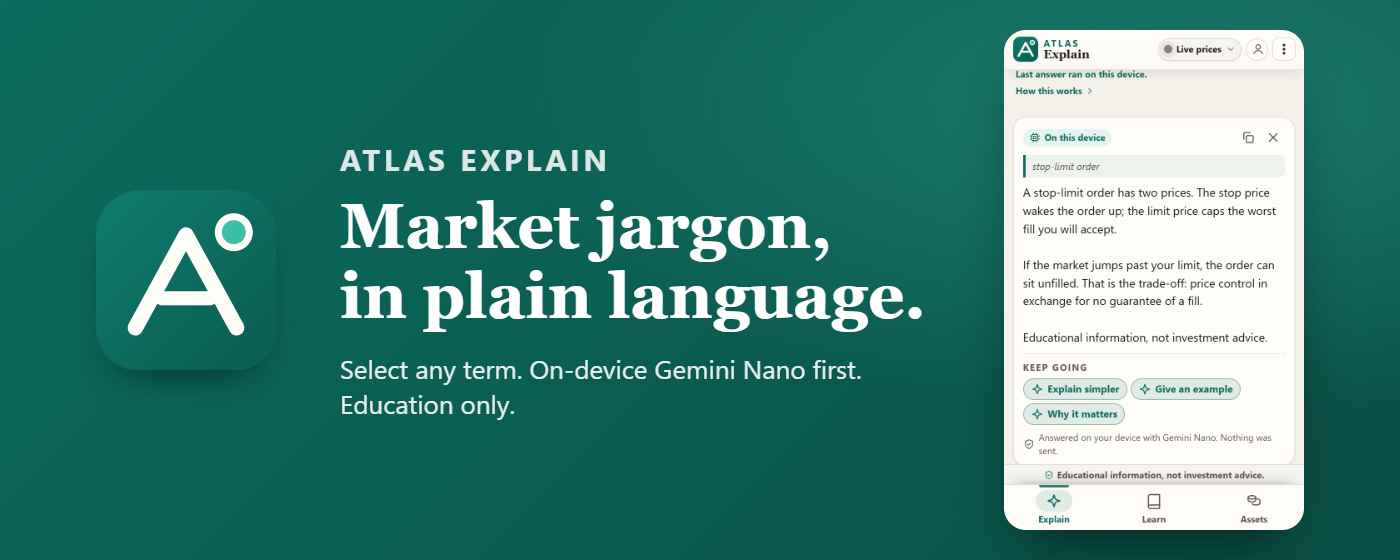 ATLAS EXPLAIN
Market jargon,
in plain language.
Select any term. On-device Gemini Nano first.
Education only.
ATLAS
Explain
Live prices
Last answer ran on this device.
How this works
On this device
stop-limit order
A stop-limit order has two prices. The stop price
wakes the order up; the limit price caps the worst
fill you will accept.
If the market jumps past your limit, the order can
sit unfilled. That is the trade-off: price control in
exchange for no guarantee of a fill.
Educational information, not investment advice.
KEEP GOING
Explain simpler
Give an example
Why it matters
Answered on your device with Gemini Nano. Nothing was
sent.
Educational information, not investment advice.
Explain
Learn
Assets